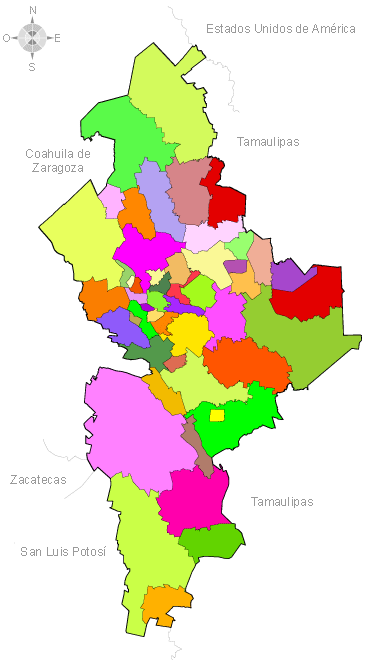 N
O
E
S
Estados Unidos de América
Tamaulipas
Coahuila de
Zaragoza
Zacatecas
Tamaulipas
San Luis Potosí